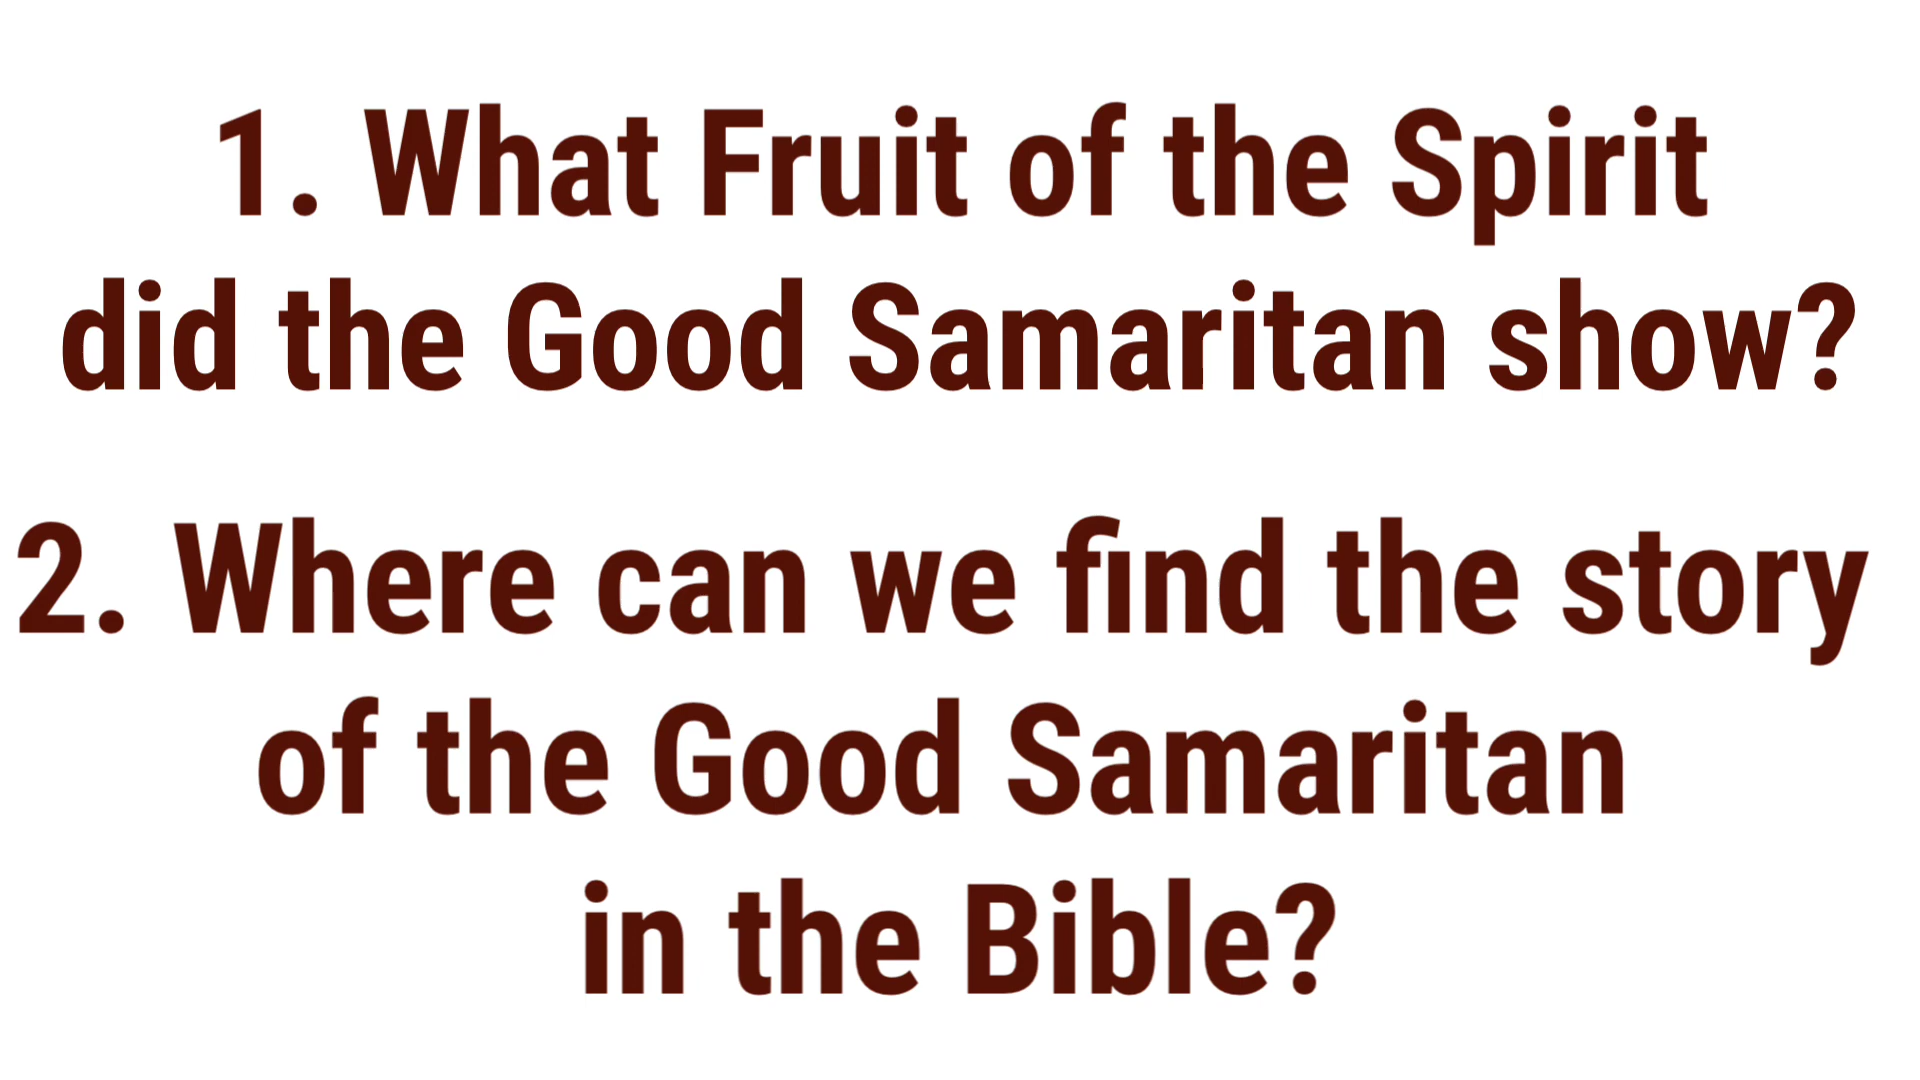 1. What Fruit of the Spirit
did the Good Samaritan show?
2. Where can we find the story
of the Good Samaritan
in the Bible?